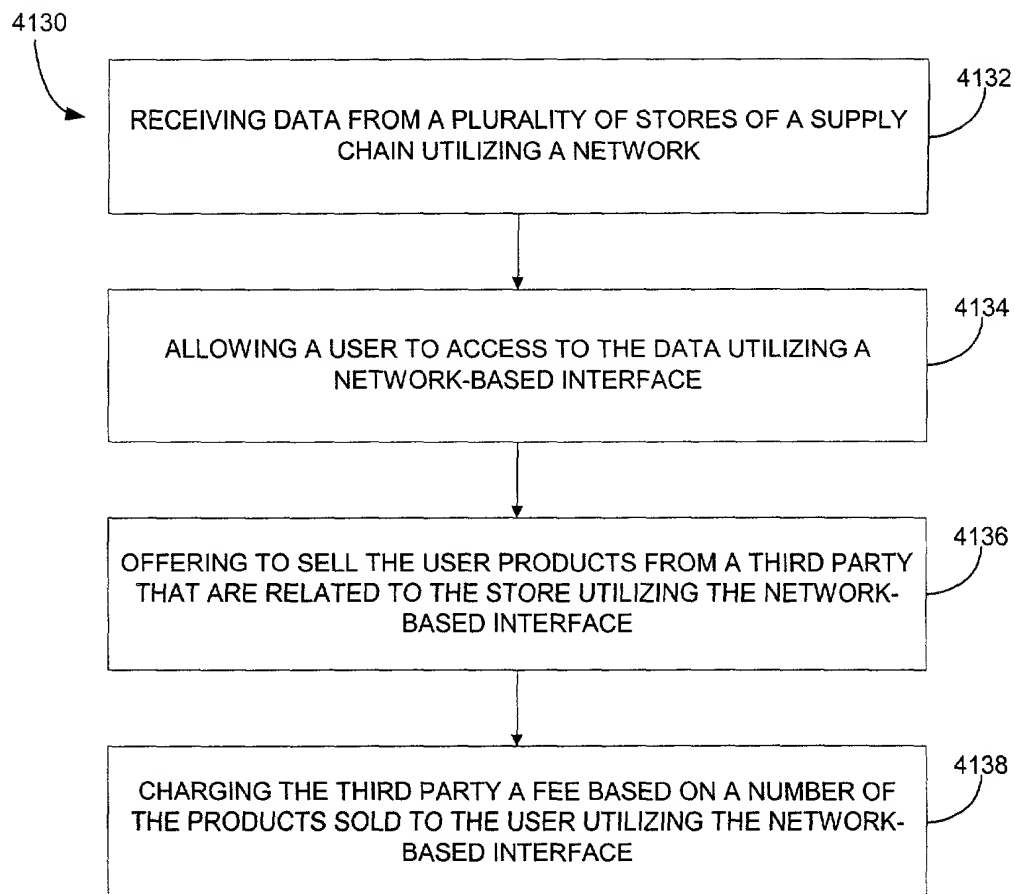 4130
4132
RECEIVING DATA FROM A PLURALITY OF STORES OF A SUPPLY
CHAIN UTILIZING A NETWORK
4134
ALLOWING A USER TO ACCESS TO THE DATA UTILIZING A
NETWORK-BASED INTERFACE
4136
OFFERING TO SELL THE USER PRODUCTS FROM A THIRD PARTY
THAT ARE RELATED TO THE STORE UTILIZING THE NETWORK-
BASED INTERFACE
4138
CHARGING THE THIRD PARTY A FEE BASED ON A NUMBER OF
THE PRODUCTS SOLD TO THE USER UTILIZING THE NETWORK-
BASED INTERFACE